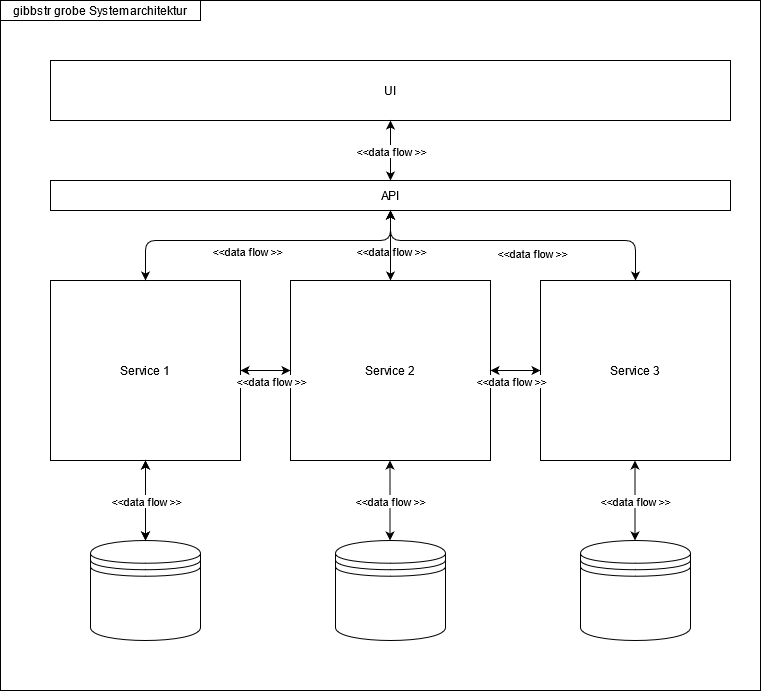 gibbstr grobe Systemarchitektur
UI
<<data flow >>
API
<<data flow >>
<<data flow >>
<<data flow >>
Service 1
Service 2
Service 3
<<data flow >>
<<data flow >>
<<data flow >>
<<data flow >>
<<data flow >>